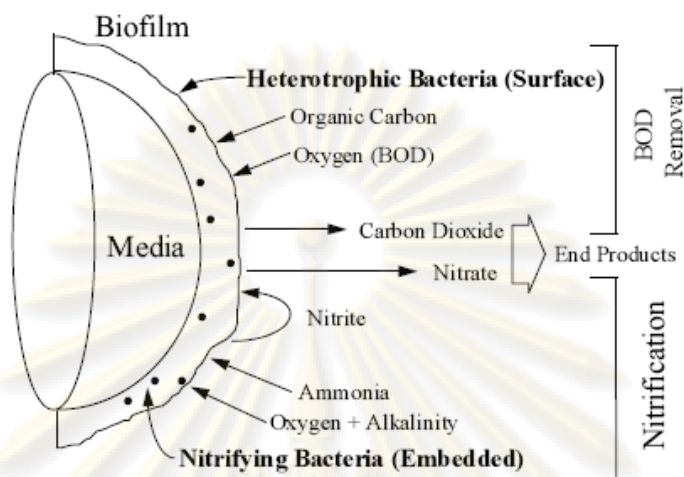 Biofilm
Heterotrophic Bacteria (Surface)
Organic Carbon
Oxygen (BOD)
BOD
Removal
Media
Carbon Dioxide
End Products
Nitrate
Nitrite
Nitrification
Ammonia
Oxygen + Alkalinity
Nitrifying Bacteria (Embedded)